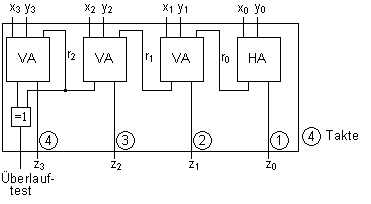 x3 y3 x2 y2 x1 y1 x0 y0
VA r2 VA r1 VA r0 HA
=1
4 3 2 1 4 Takte
z3 z2 z1 z0
Überlauf-
test